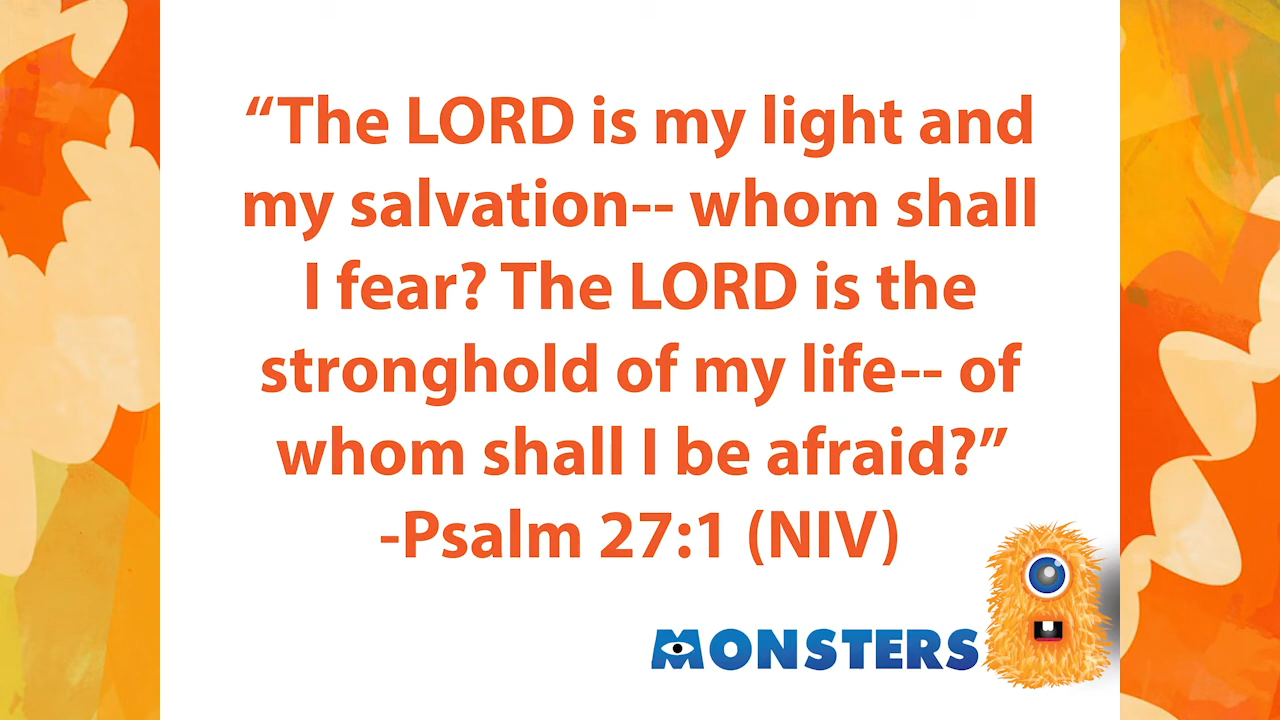 “The LORD is my light and
my salvation-- whom shall
I fear? The LORD is the
stronghold of my life-- of
whom shall I be afraid?”
-Psalm 27:1 (NIV)
MONSTERS